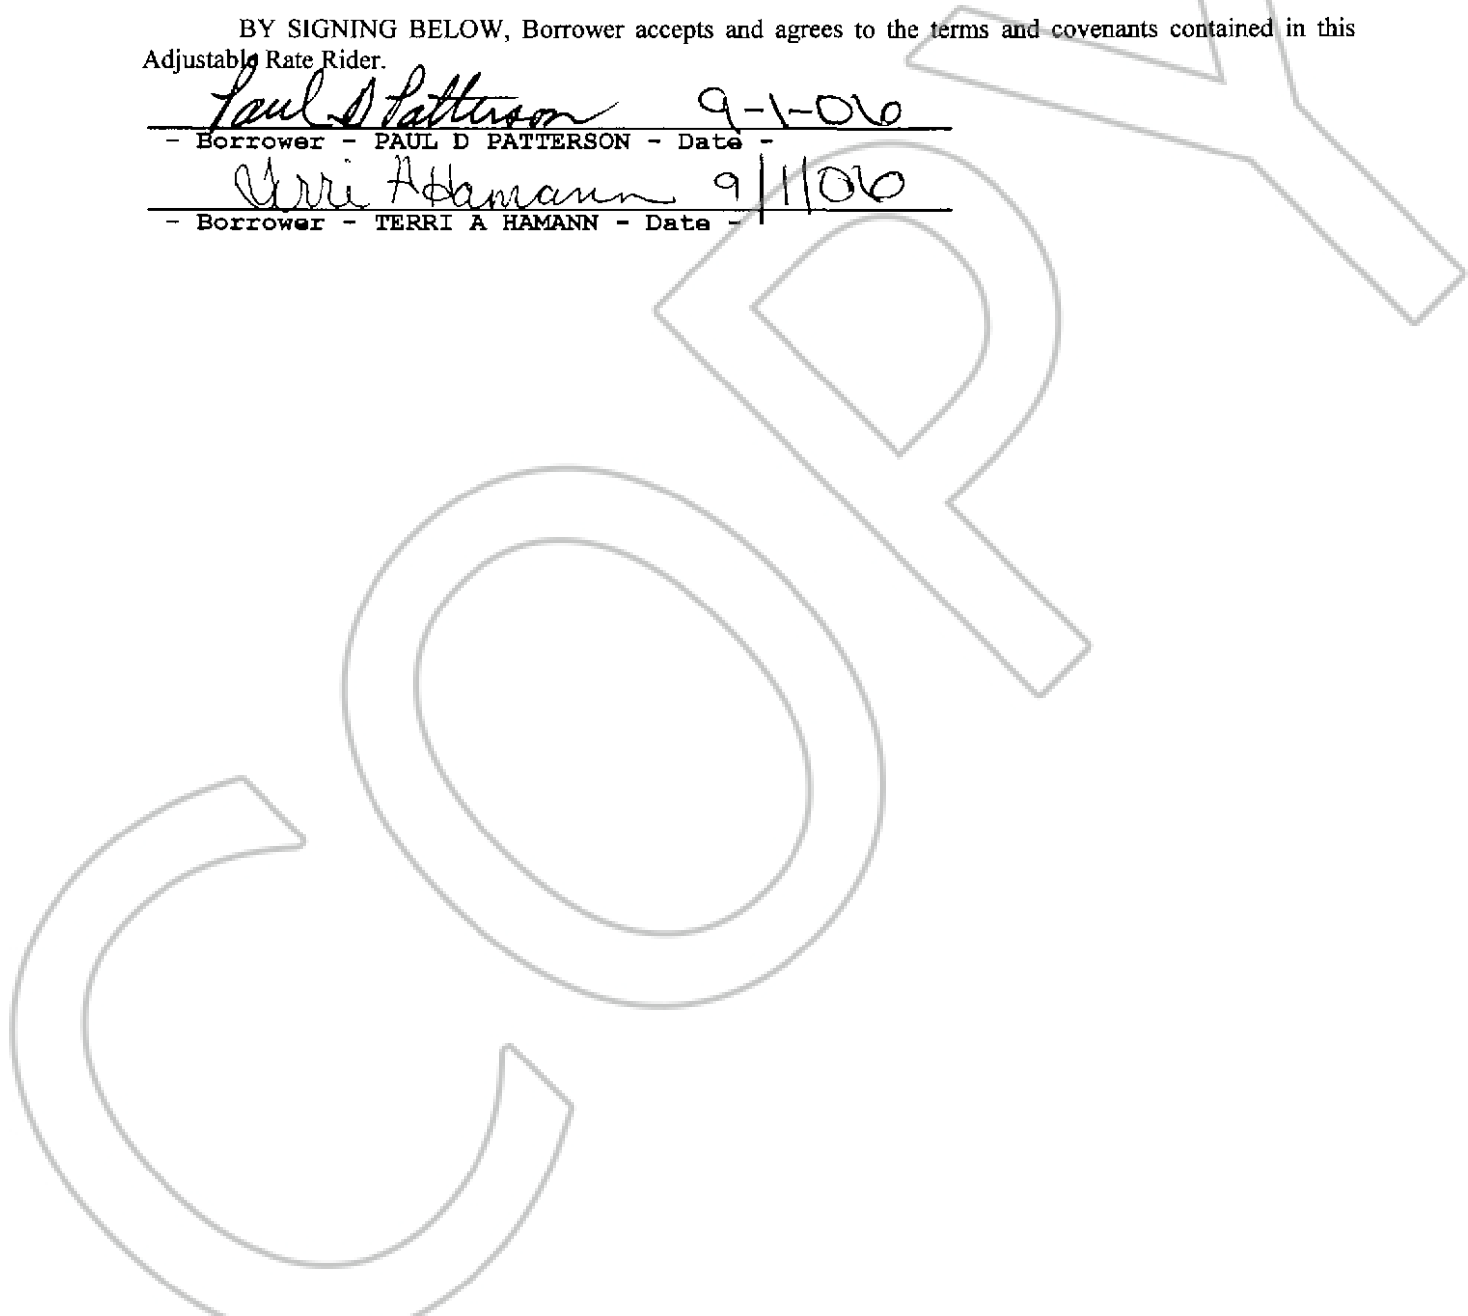 BY SIGNING BELOW, Borrower accepts and agrees to the terms and covenants contained in this
Adjustable Rate Rider.
Paul D Patterson 9-1-06
- Borrower - PAUL D PATTERSON - Date -
Terri A Hamann 9/1/06
- Borrower - TERRI A HAMANN - Date -
COPY